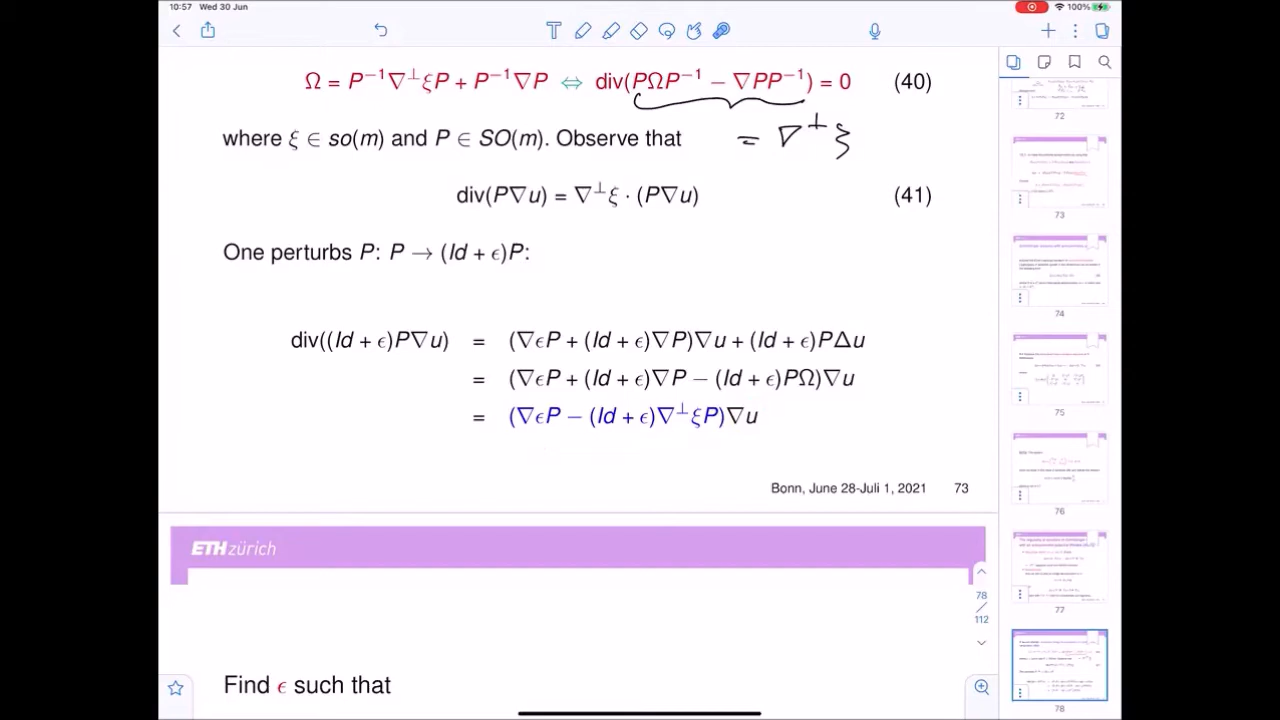 10:57 Wed 30 Jun
100%
Ω = P⁻¹∇⊥ξP + P⁻¹∇P ⇔ div(PΩP⁻¹ − ∇PP⁻¹) = 0 (40)
where ξ ∈ so(m) and P ∈ SO(m). Observe that = ∇⊥ξ
div(P∇u) = ∇⊥ξ · (P∇u) (41)
One perturbs P: P → (Id + ϵ)P:
div((Id + ϵ)P∇u) = (∇ϵP + (Id + ϵ)∇P)∇u + (Id + ϵ)PΔu
= (∇ϵP + (Id + ϵ)∇P − (Id + ϵ)PΩ)∇u
= (∇ϵP − (Id + ϵ)∇⊥ξP)∇u
Bonn, June 28-Juli 1, 2021 73
ETH zürich
78
/
112
Find ϵ such that
72
73
74
75
76
77
78